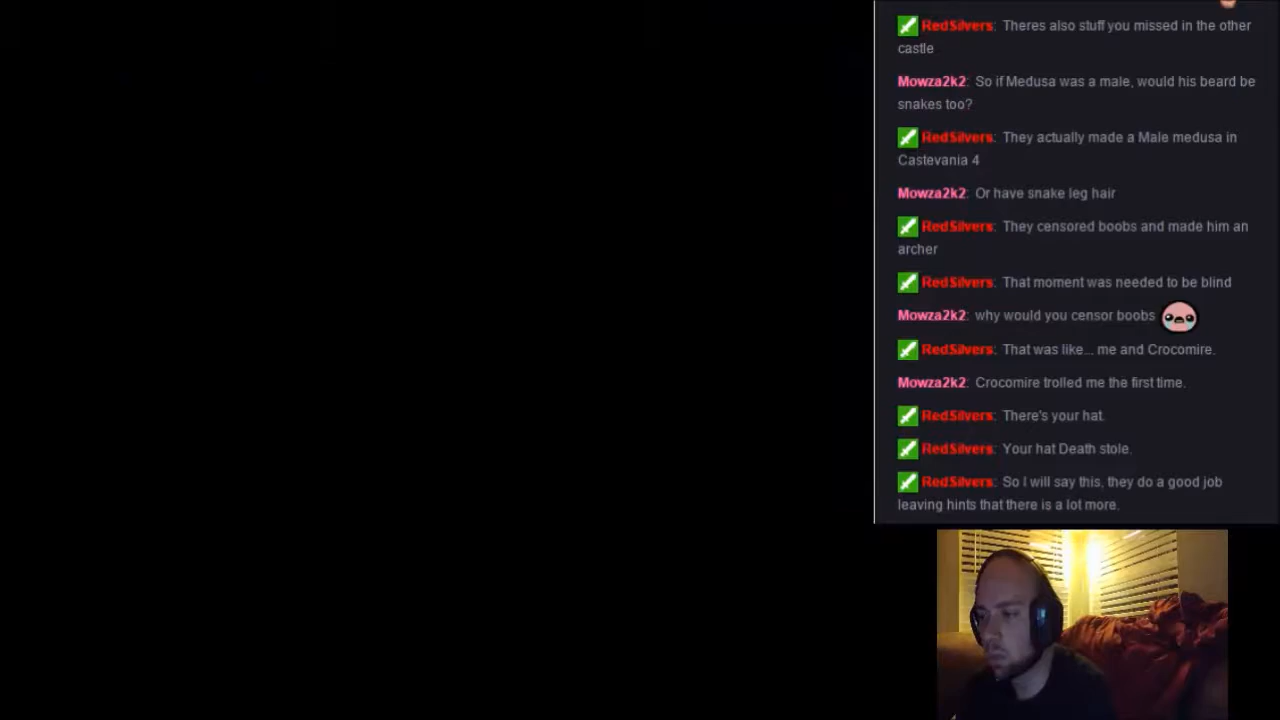 RedSilvers: Theres also stuff you missed in the other
castle
Mowza2k2: So if Medusa was a male, would his beard be
snakes too?
RedSilvers: They actually made a Male medusa in
Castevania 4
Mowza2k2: Or have snake leg hair
RedSilvers: They censored boobs and made him an
archer
RedSilvers: That moment was needed to be blind
Mowza2k2: why would you censor boobs
RedSilvers: That was like... me and Crocomire.
Mowza2k2: Crocomire trolled me the first time.
RedSilvers: There's your hat.
RedSilvers: Your hat Death stole.
RedSilvers: So I will say this, they do a good job
leaving hints that there is a lot more.